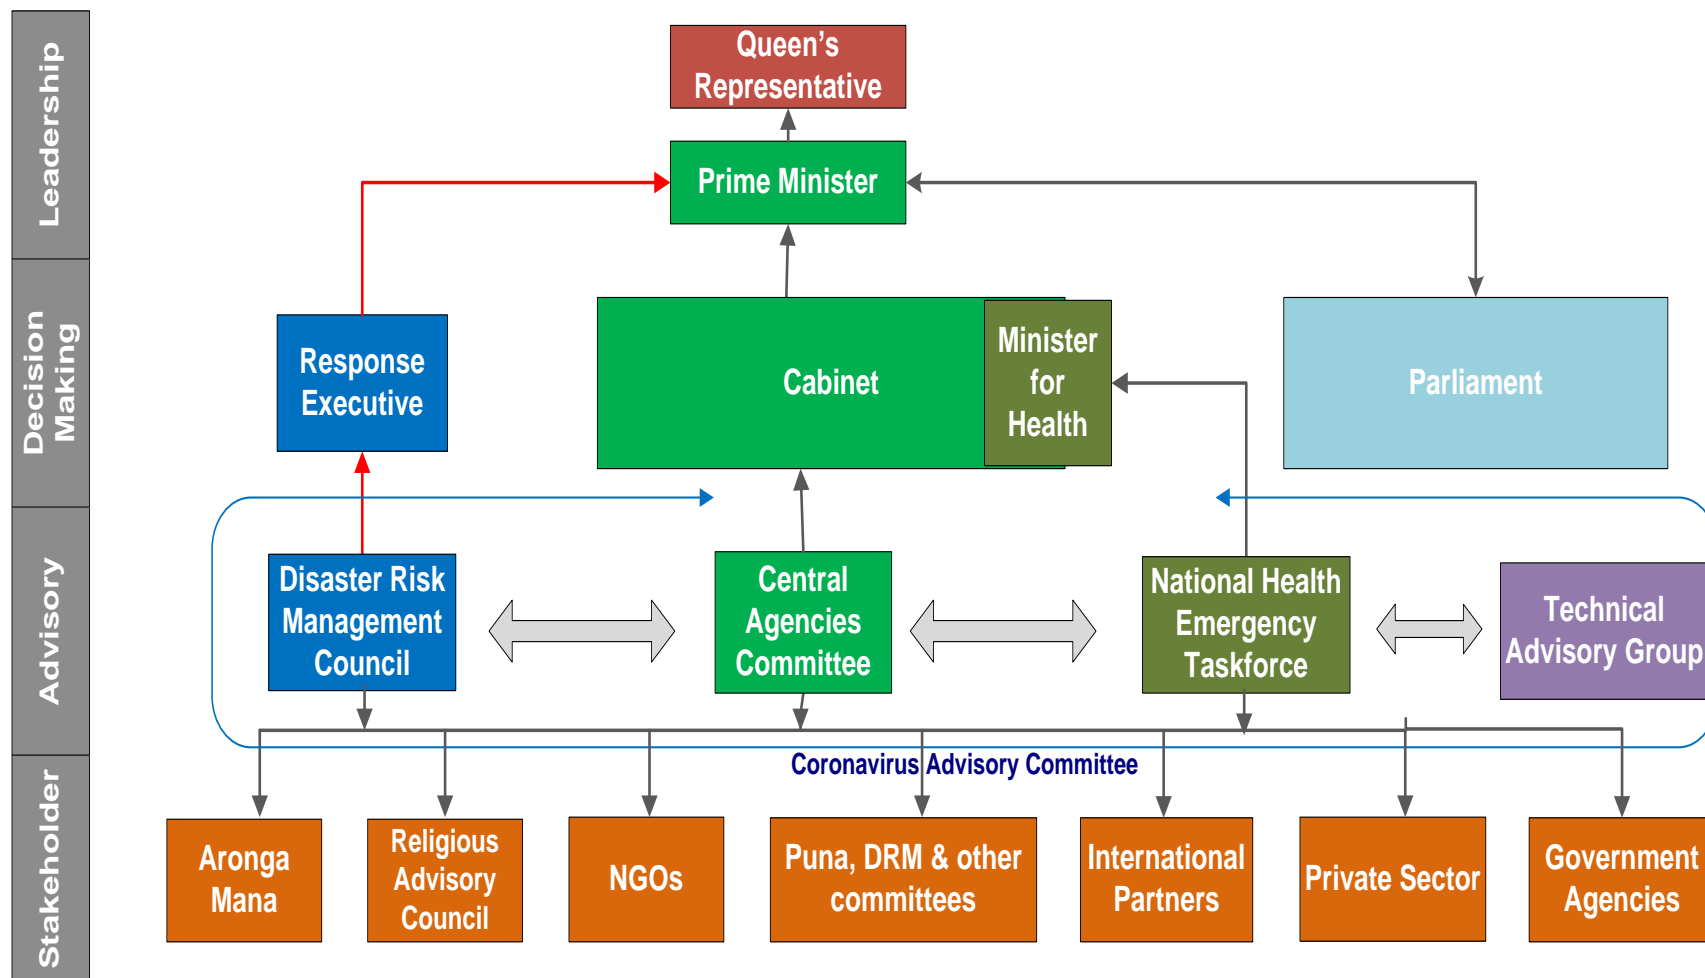 Leadership
Queen's
Representative
Prime Minister
Decision
Making
Response
Executive
Cabinet
Minister
for
Health
Parliament
Advisory
Disaster Risk
Management
Council
Central
Agencies
Committee
National Health
Emergency
Taskforce
Technical
Advisory Group
Coronavirus Advisory Committee
Stakeholder
Aronga
Mana
Religious
Advisory
Council
NGOs
Puna, DRM & other
committees
International
Partners
Private Sector
Government
Agencies